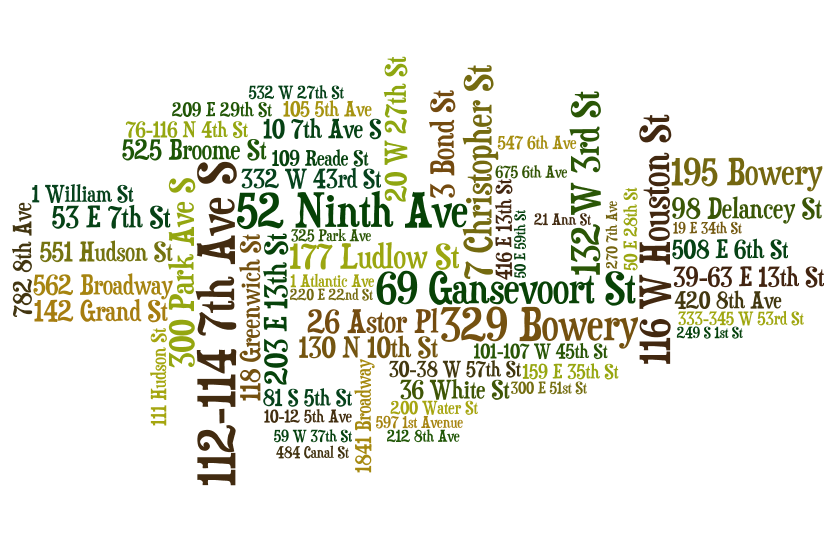 532 W 27th St
209 E 29th St
105 5th Ave
76-116 N 4th St
10 7th Ave S
525 Broome St
109 Reade St
332 W 43rd St
20 W 27th St
3 Bond St
7 Christopher St
547 6th Ave
675 6th Ave
132 W 3rd St
116 W Houston St
195 Bowery
1 William St
53 E 7th St
782 8th Ave
551 Hudson St
562 Broadway
142 Grand St
300 Park Ave S
112-114 7th Ave S
52 Ninth Ave
325 Park Ave
177 Ludlow St
1 Atlantic Ave
220 E 22nd St
118 Greenwich St
203 E 13th St
69 Gansevoort St
416 E 13th St
50 E 59th St
21 Ann St
270 7th Ave
50 E 28th St
98 Delancey St
19 E 34th St
508 E 6th St
39-63 E 13th St
420 8th Ave
333-345 W 53rd St
249 S 1st St
26 Astor Pl
329 Bowery
130 N 10th St
101-107 W 45th St
30-38 W 57th St
159 E 35th St
36 White St
300 E 51st St
111 Hudson St
81 S 5th St
10-12 5th Ave
1841 Broadway
200 Water St
597 1st Avenue
59 W 37th St
212 8th Ave
484 Canal St